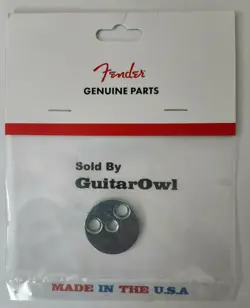 Fender
GENUINE PARTS
Sold By
GuitarOwl
MADE IN THE U.S.A